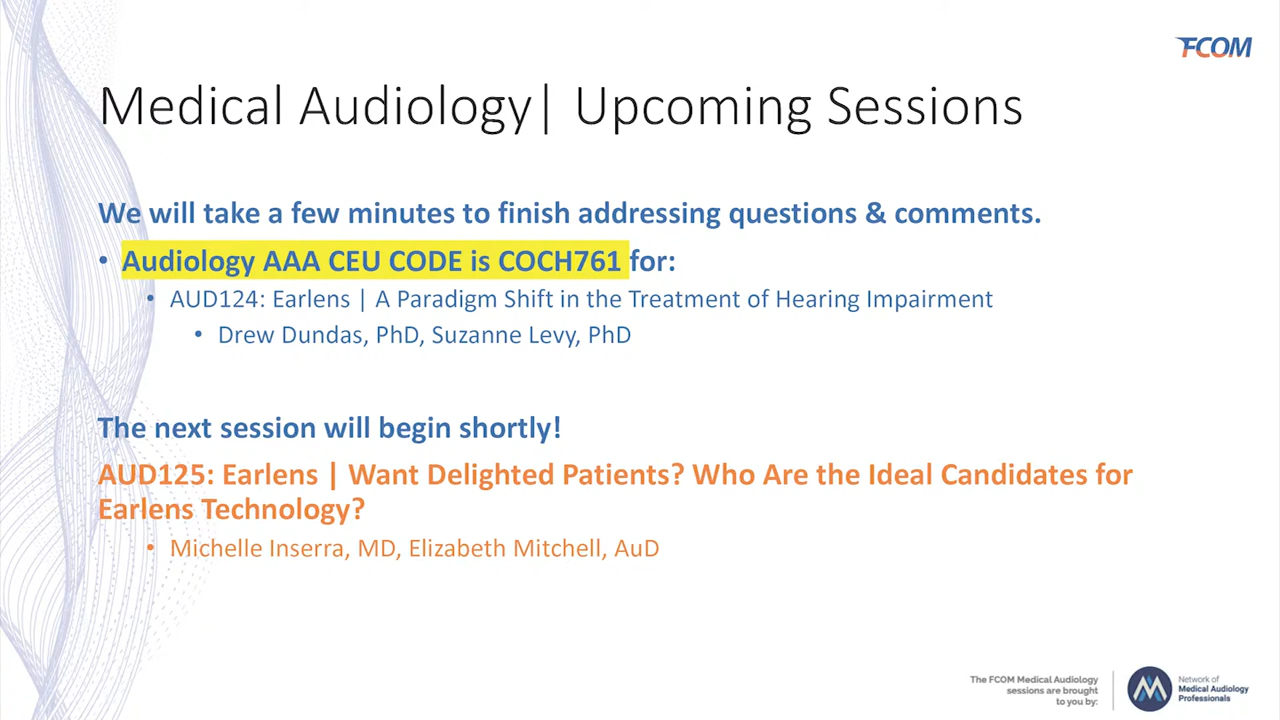 FCOM
Medical Audiology| Upcoming Sessions
We will take a few minutes to finish addressing questions & comments.
• Audiology AAA CEU CODE is COCH761 for:
• AUD124: Earlens | A Paradigm Shift in the Treatment of Hearing Impairment
• Drew Dundas, PhD, Suzanne Levy, PhD
The next session will begin shortly!
AUD125: Earlens | Want Delighted Patients? Who Are the Ideal Candidates for
Earlens Technology?
• Michelle Inserra, MD, Elizabeth Mitchell, AuD
The FCOM Medical Audiology
sessions are brought
to you by:
Network of
Medical Audiology
Professionals